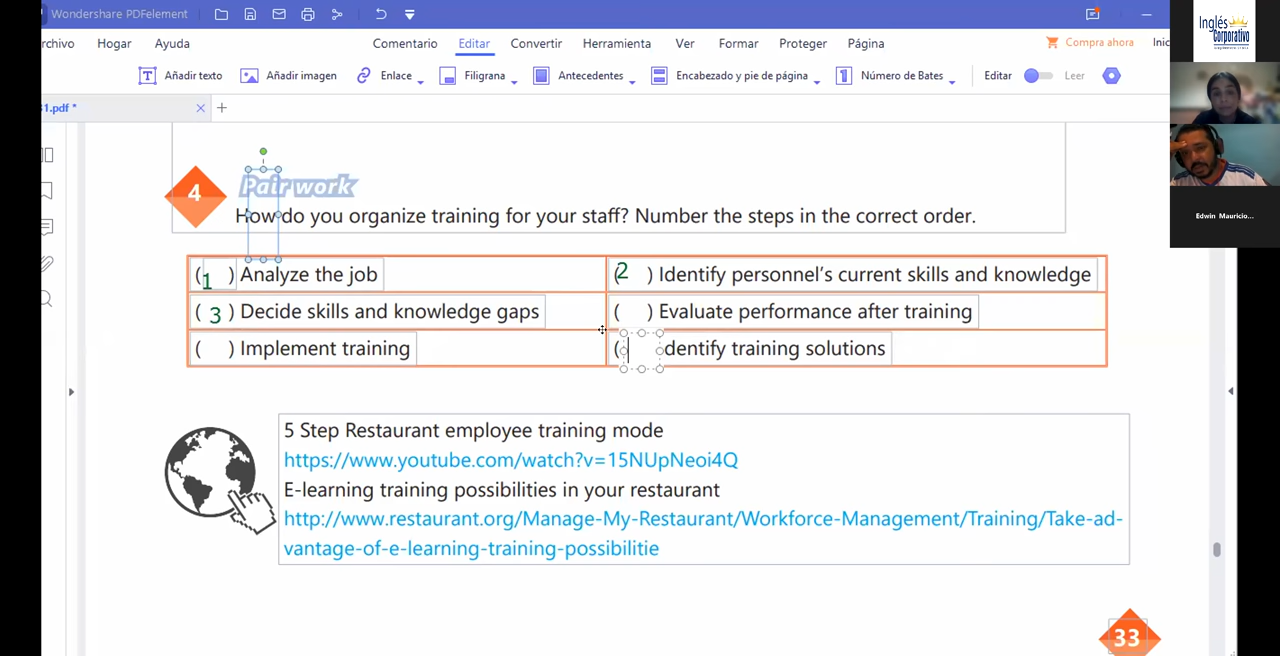 Wondershare PDFelement
rchivo Hogar Ayuda Comentario Editar Convertir Herramienta Ver Formar Proteger Página Compra ahora Inic
Añadir texto Añadir imagen Enlace Filigrana Antecedentes Encabezado y pie de página Número de Bates Editar Leer
1.pdf *
Inglés
Corporativo
Edwin Mauricio...
4 Pair work
How do you organize training for your staff? Number the steps in the correct order.
( 1 ) Analyze the job
( 2 ) Identify personnel's current skills and knowledge
( 3 ) Decide skills and knowledge gaps
( ) Evaluate performance after training
( ) Implement training
( dentify training solutions
5 Step Restaurant employee training mode
https://www.youtube.com/watch?v=15NUpNeoi4Q
E-learning training possibilities in your restaurant
http://www.restaurant.org/Manage-My-Restaurant/Workforce-Management/Training/Take-ad-
vantage-of-e-learning-training-possibilitie
33